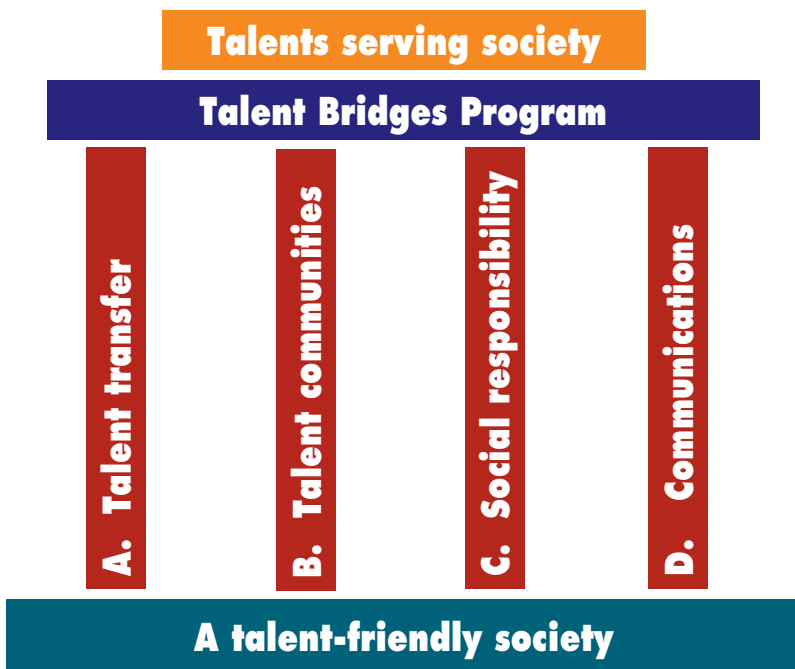 Talents serving society
Talent Bridges Program
A. Talent transfer
B. Talent communities
C. Social responsibility
D. Communications
A talent-friendly society